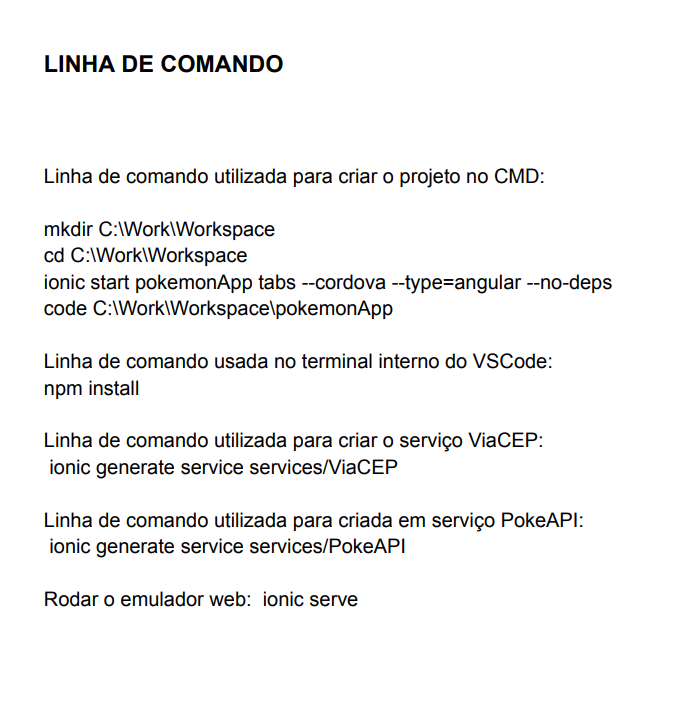 LINHA DE COMANDO
Linha de comando utilizada para criar o projeto no CMD:
mkdir C:\Work\Workspace
cd C:\Work\Workspace
ionic start pokemonApp tabs --cordova --type=angular --no-deps
code C:\Work\Workspace\pokemonApp
Linha de comando usada no terminal interno do VSCode:
npm install
Linha de comando utilizada para criar o serviço ViaCEP:
ionic generate service services/ViaCEP
Linha de comando utilizada para criada em serviço PokeAPI:
ionic generate service services/PokeAPI
Rodar o emulador web:  ionic serve